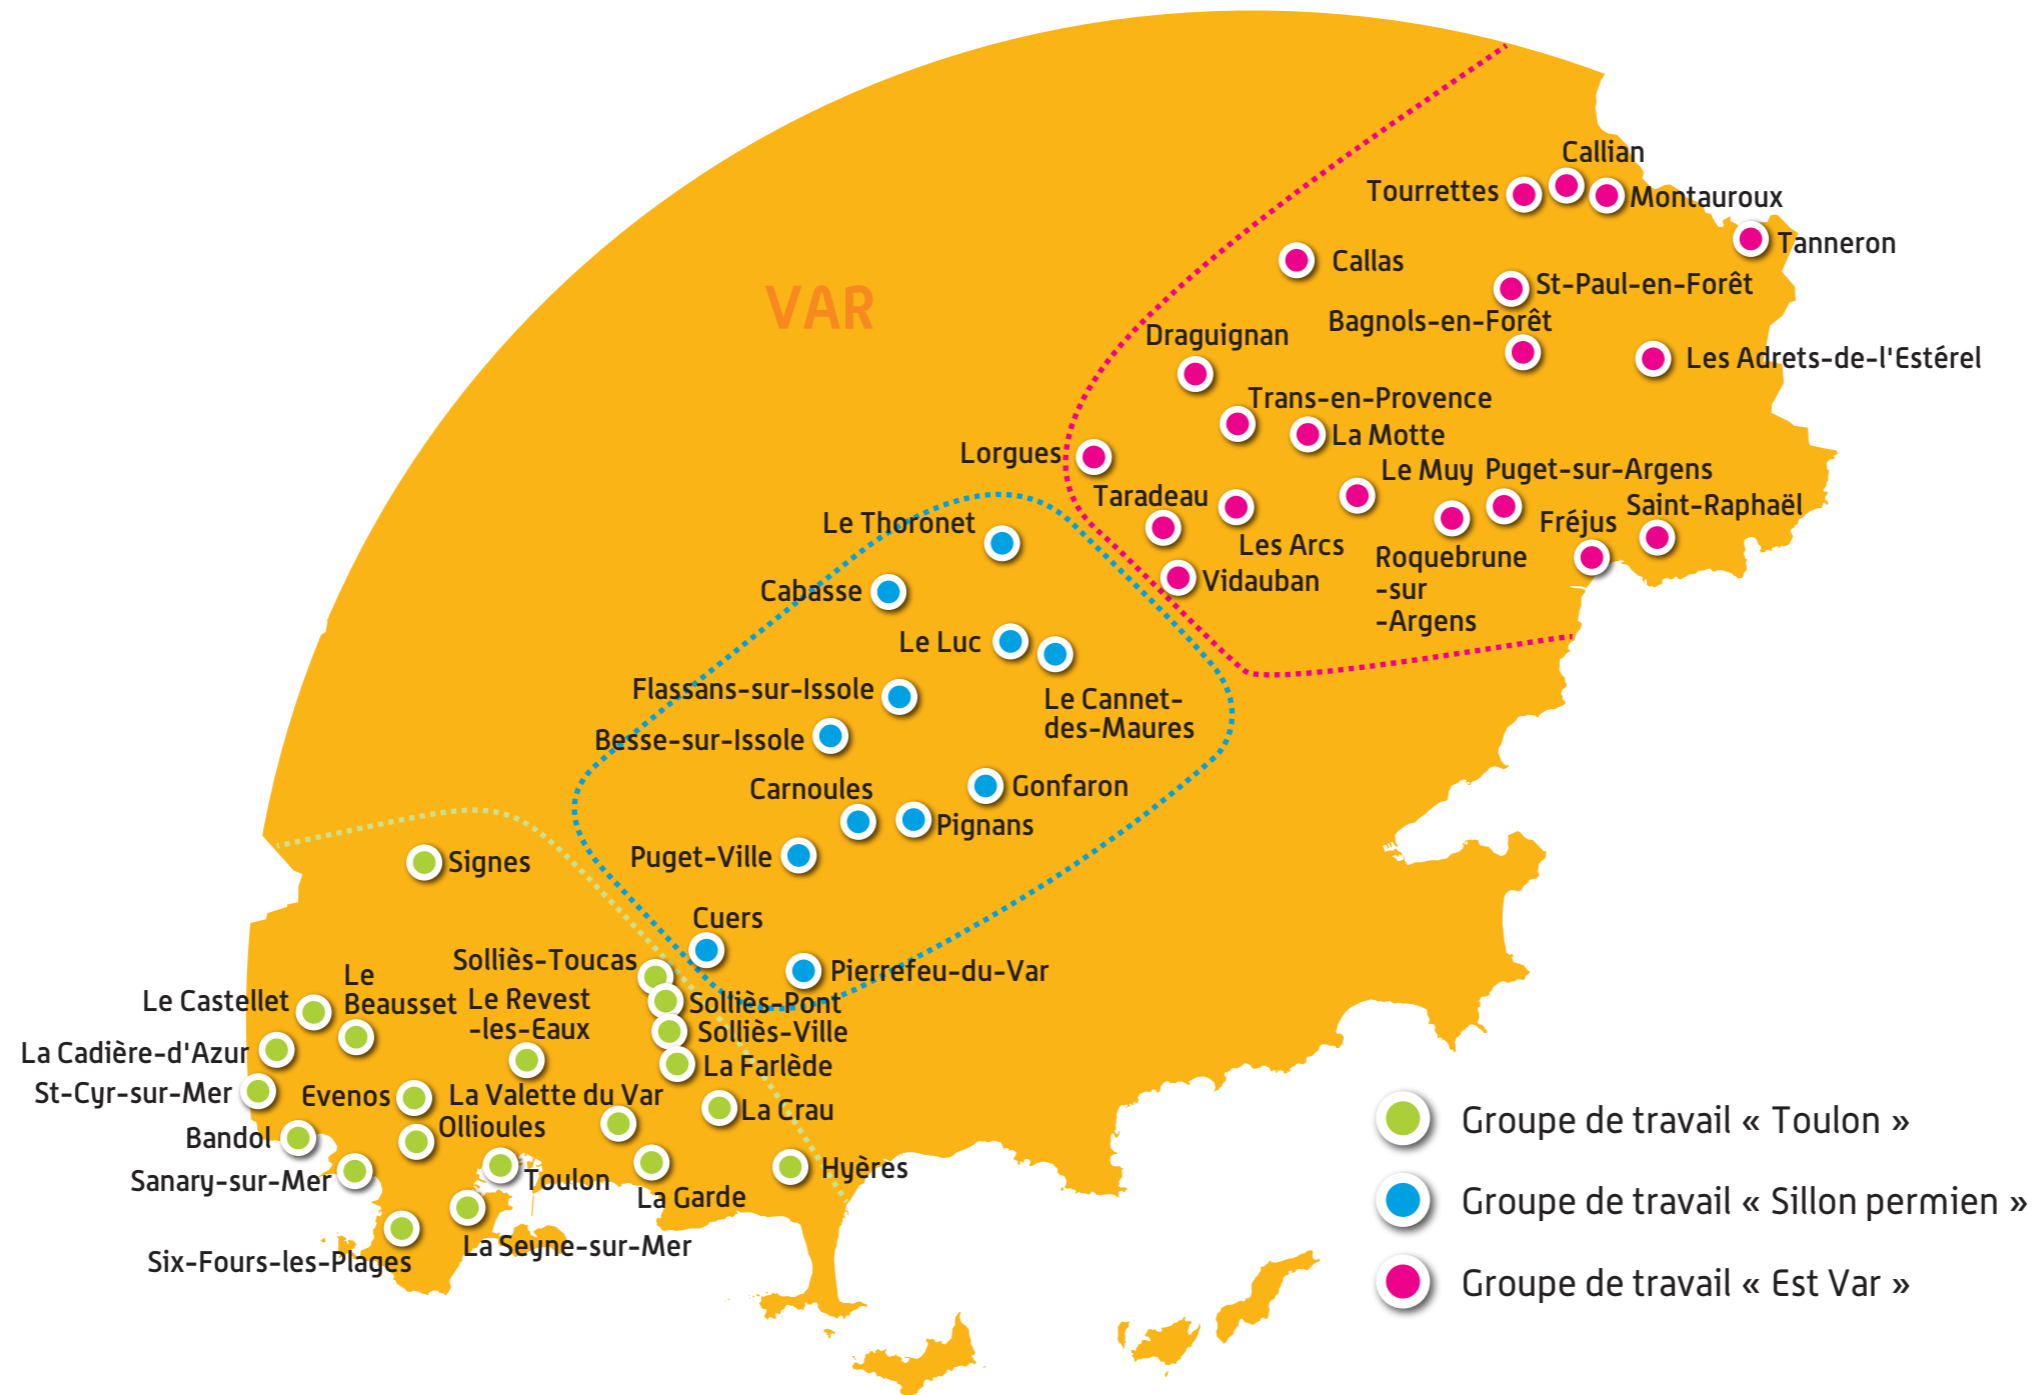 VAR
Callian
Tourrettes
Montauroux
Tanneron
Callas
St-Paul-en-Forêt
Bagnols-en-Forêt
Draguignan
Les Adrets-de-l'Estérel
Trans-en-Provence
La Motte
Lorgues
Le Muy
Puget-sur-Argens
Taradeau
Saint-Raphaël
Fréjus
Les Arcs
Roquebrune
-sur
-Argens
Vidauban
Le Thoronet
Cabasse
Le Luc
Flassans-sur-Issole
Le Cannet-
des-Maures
Besse-sur-Issole
Carnoules
Gonfaron
Pignans
Puget-Ville
Signes
Cuers
Solliès-Toucas
Pierrefeu-du-Var
Le
Beausset
Le Castellet
Le Revest
-les-Eaux
Solliès-Pont
Solliès-Ville
La Cadière-d'Azur
La Farlède
St-Cyr-sur-Mer
Evenos
La Valette du Var
La Crau
Bandol
Ollioules
Sanary-sur-Mer
Toulon
La Garde
Hyères
Six-Fours-les-Plages
La Seyne-sur-Mer
Groupe de travail « Toulon »
Groupe de travail « Sillon permien »
Groupe de travail « Est Var »